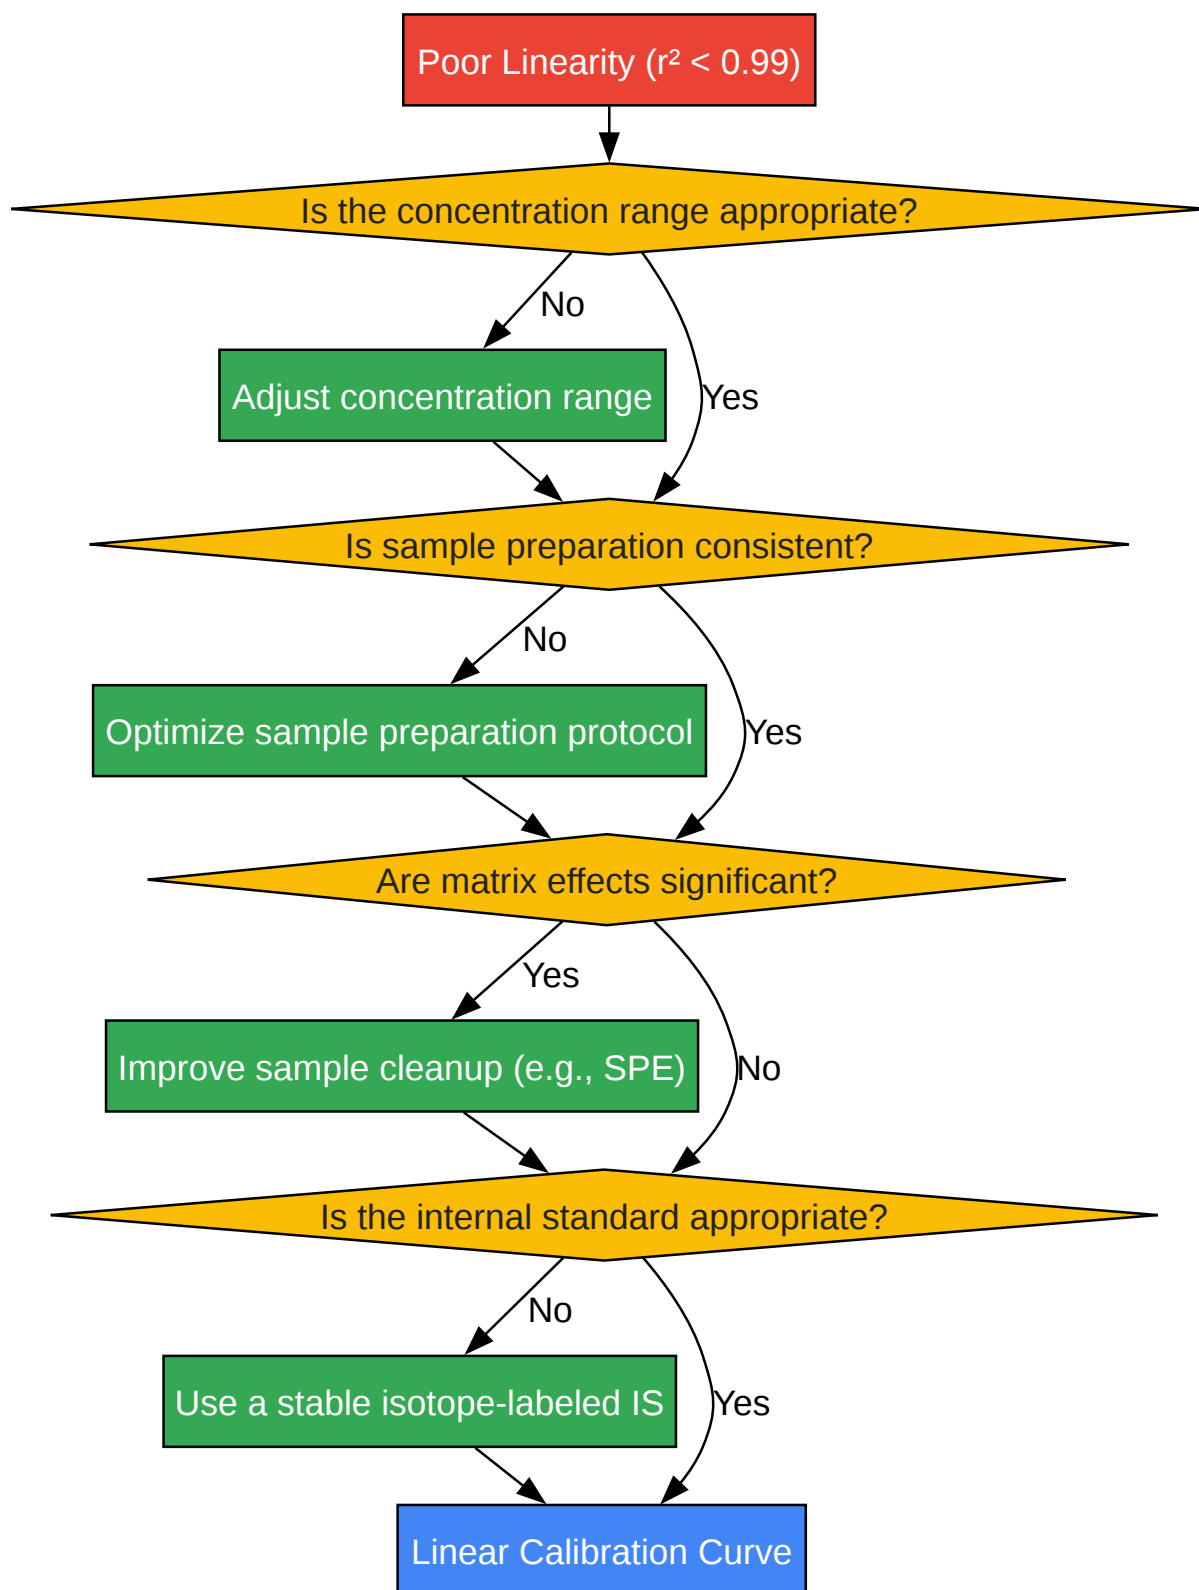 Poor Linearity (r² < 0.99)
Is the concentration range appropriate?
No
Adjust concentration range
Yes
Is sample preparation consistent?
No
Optimize sample preparation protocol
Yes
Are matrix effects significant?
Yes
Improve sample cleanup (e.g., SPE)
No
Is the internal standard appropriate?
No
Use a stable isotope-labeled IS
Yes
Linear Calibration Curve